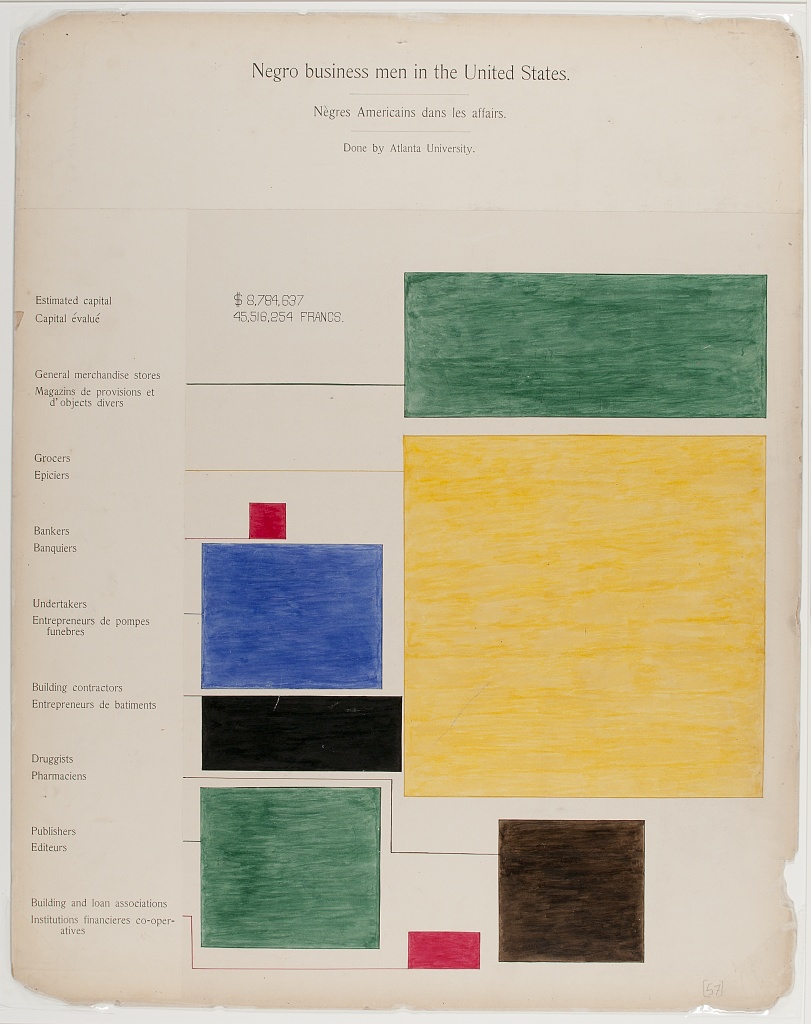 Negro business men in the United States.
Nègres Americains dans les affairs.
Done by Atlanta University.
Estimated capital
Capital évalué
$ 8,784,637
45,516,254 FRANCS.
General merchandise stores
Magazins de provisions et
d'objects divers
Grocers
Epiciers
Bankers
Banquiers
Undertakers
Entrepreneurs de pompes
funebres
Building contractors
Entrepreneurs de batiments
Druggists
Pharmaciens
Publishers
Editeurs
Building and loan associations
Institutions financieres co-oper-
atives
[57]